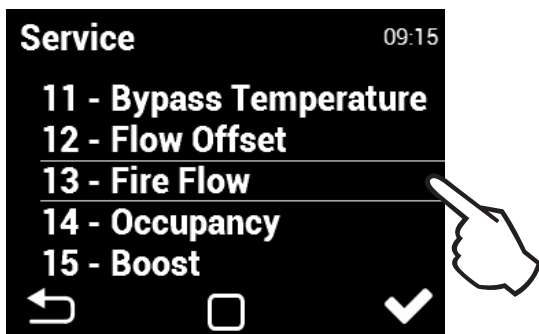 Service 09:15
11 - Bypass Temperature
12 - Flow Offset
13 - Fire Flow
14 - Occupancy
15 - Boost